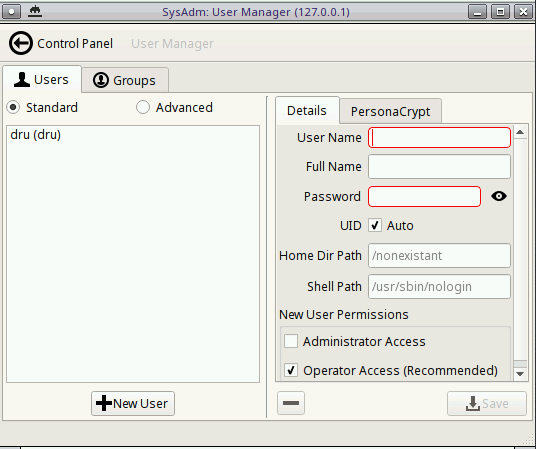 SysAdm: User Manager (127.0.0.1)
Control Panel User Manager
Users Groups
Standard Advanced
dru (dru)
New User
Details PersonaCrypt
User Name
Full Name
Password
UID Auto
Home Dir Path /nonexistant
Shell Path /usr/sbin/nologin
New User Permissions
Administrator Access
Operator Access (Recommended)
Save